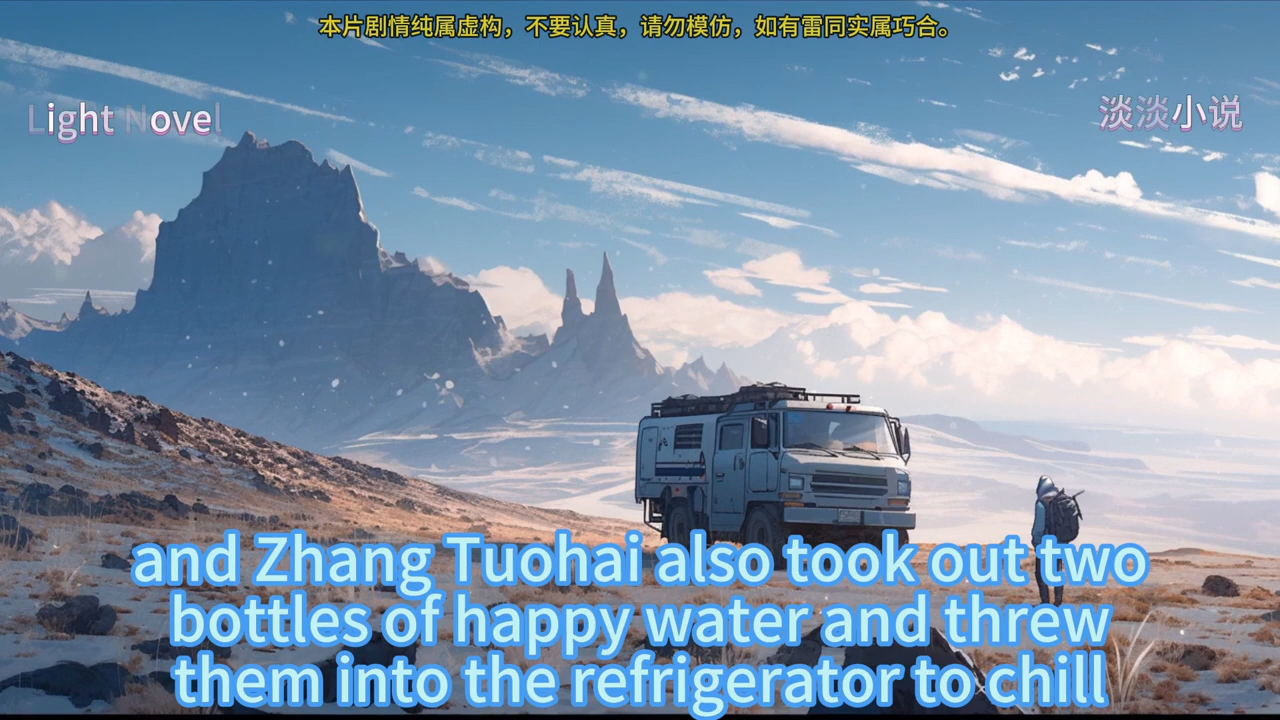 本片剧情纯属虚构，不要认真，请勿模仿，如有雷同实属巧合。
Light Novel
淡淡小说
and Zhang Tuohai also took out two
bottles of happy water and threw
them into the refrigerator to chill